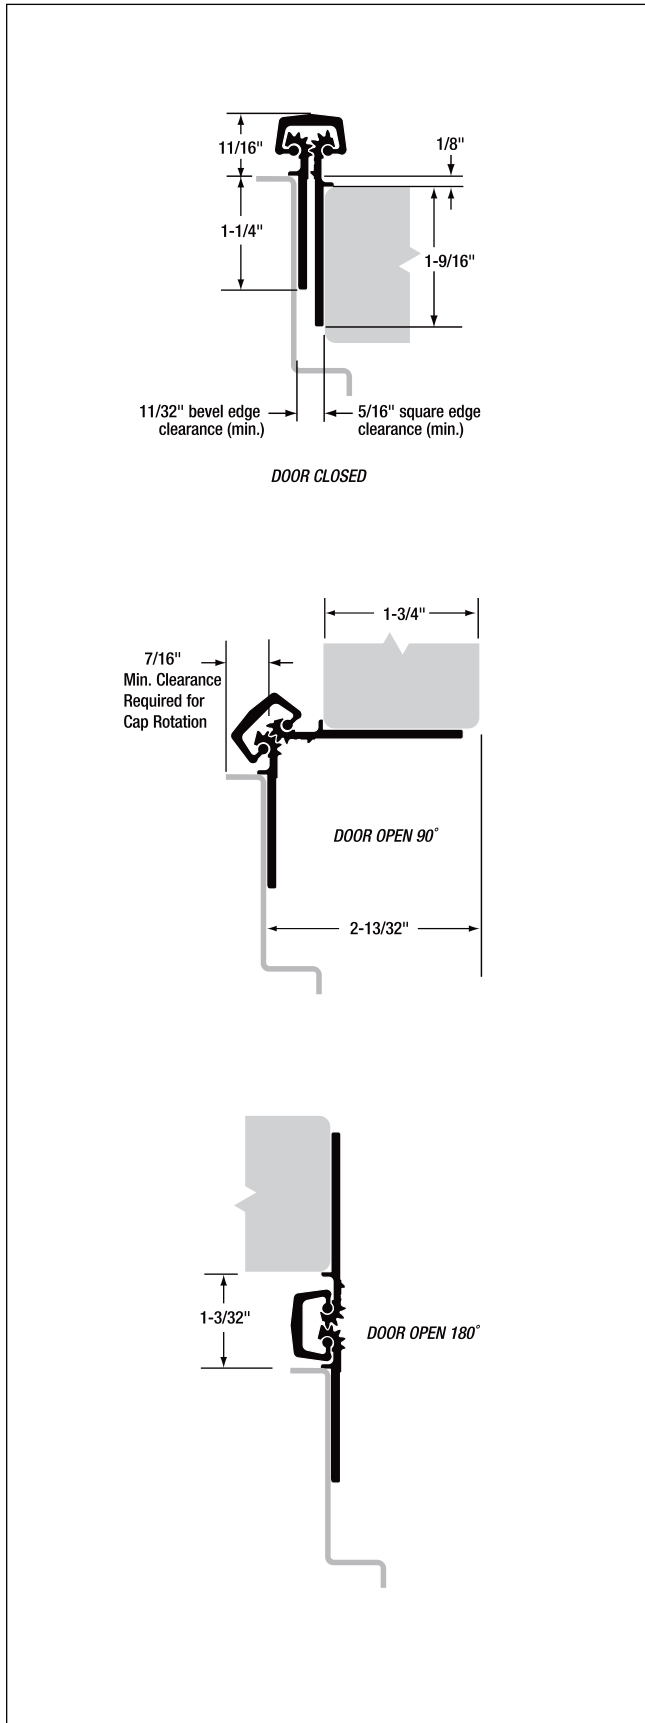 11/16"
1/8"
1-1/4"
1-9/16"
11/32" bevel edge
clearance (min.)
5/16" square edge
clearance (min.)
DOOR CLOSED
1-3/4"
7/16"
Min. Clearance
Required for
Cap Rotation
DOOR OPEN 90°
2-13/32"
1-3/32"
DOOR OPEN 180°